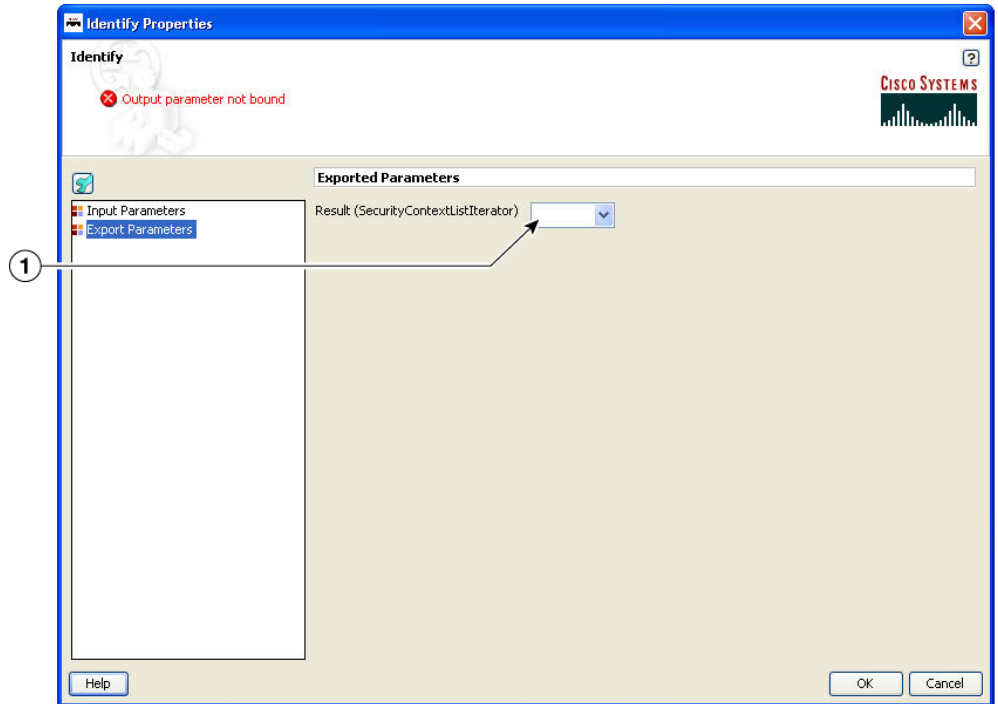 Identify Properties
Identify
Output parameter not bound
CISCO SYSTEMS
Exported Parameters
Input Parameters
Export Parameters
Result (SecurityContextListIterator)
1
Help
OK
Cancel
?